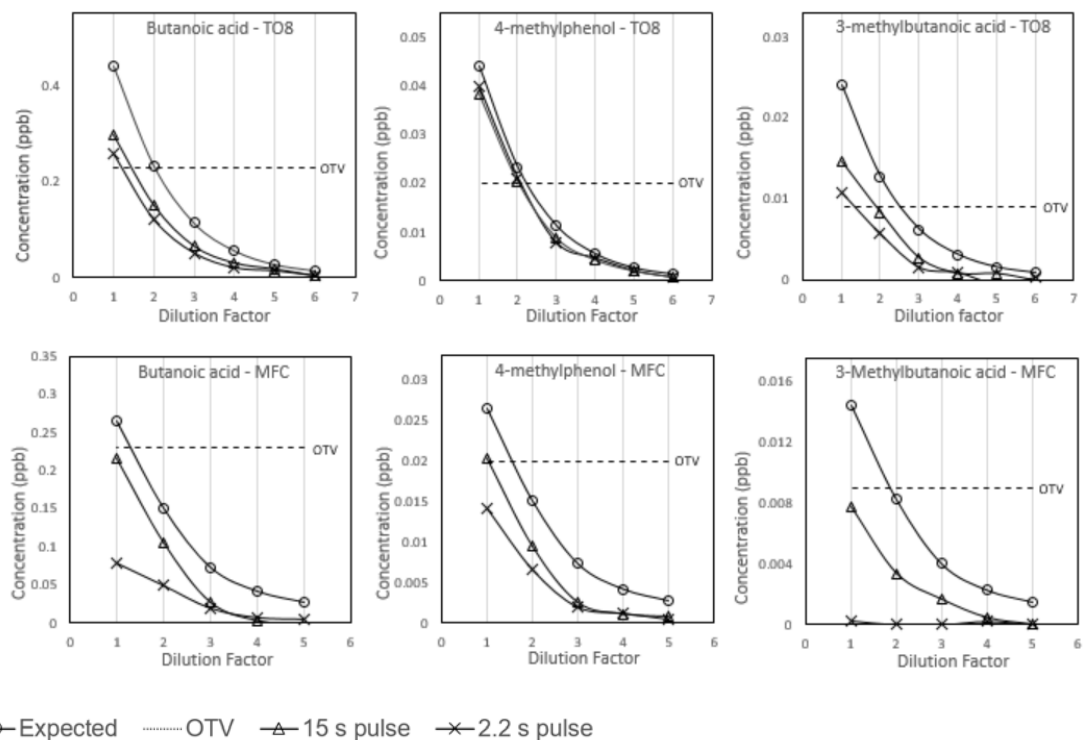 Butanoic acid - TO8
Concentration (ppb)
0.4
0.2
0
OTV
0 1 2 3 4 5 6 7
Dilution Factor
4-methylphenol - TO8
Concentration (ppb)
0.05
0.04
0.03
0.02
0.01
0
OTV
0 1 2 3 4 5 6 7
Dilution Factor
3-methylbutanoic acid - TO8
Concentration (ppb)
0.03
0.02
0.01
0
OTV
0 1 2 3 4 5 6 7
Dilution factor
Butanoic acid - MFC
Concentration (ppb)
0.35
0.3
0.25
0.2
0.15
0.1
0.05
0
OTV
0 1 2 3 4 5 6
Dilution Factor
4-methylphenol - MFC
Concentration (ppb)
0.03
0.025
0.02
0.015
0.01
0.005
0
OTV
0 1 2 3 4 5 6
Dilution Factor
3-Methylbutanoic acid - MFC
Concentration (ppb)
0.016
0.012
0.008
0.004
0
OTV
0 1 2 3 4 5 6
Dilution Factor
Expected OTV 15 s pulse 2.2 s pulse